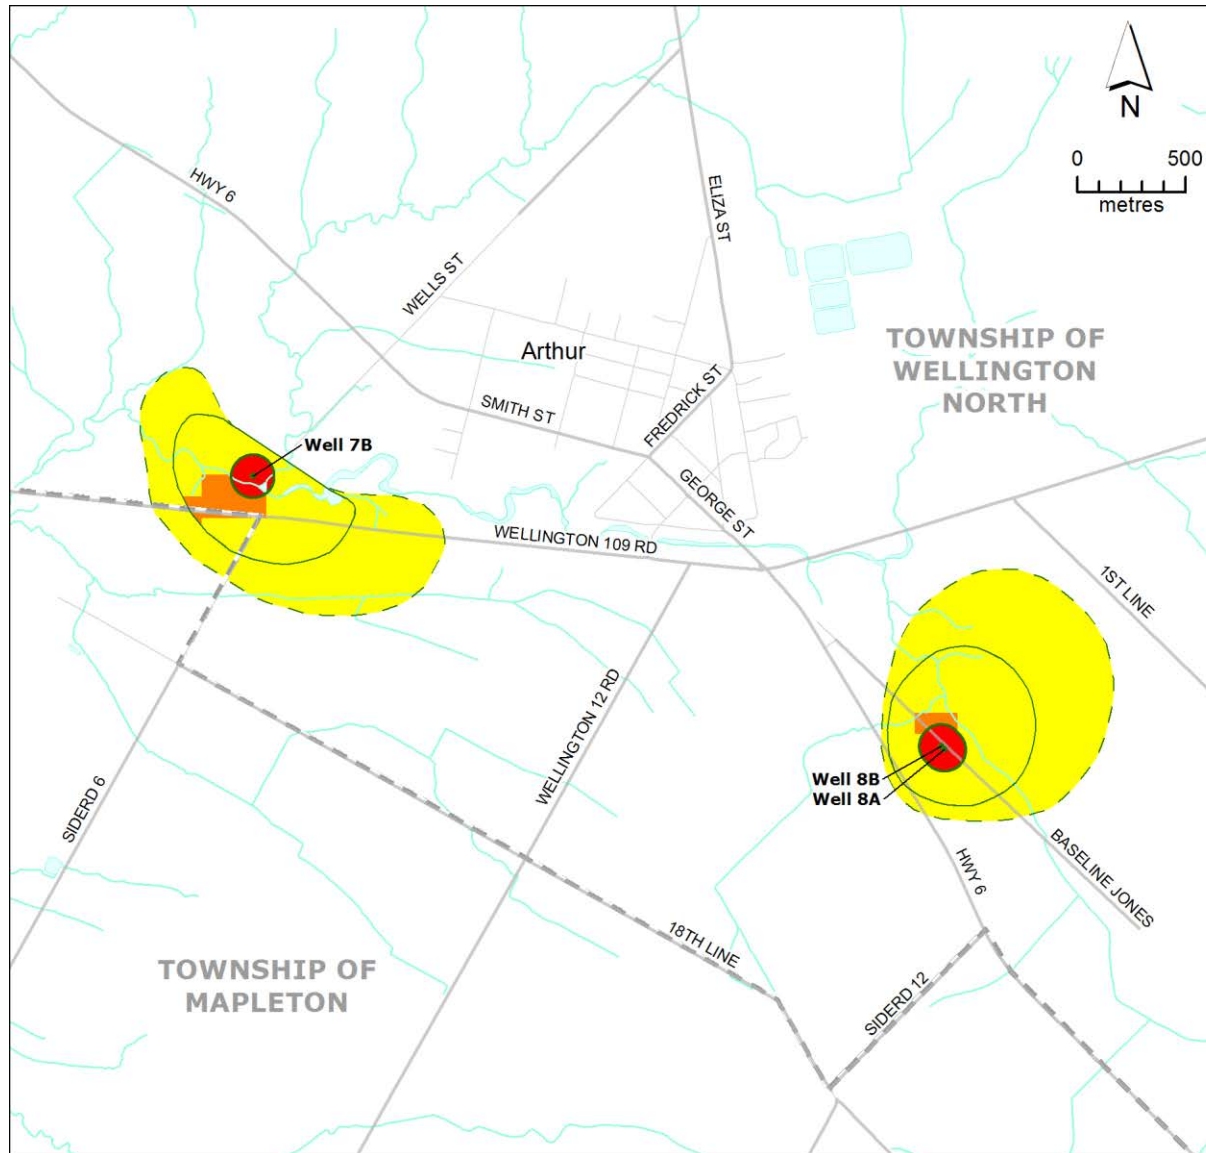 N
0 500
metres
HWY 6
ELIZA ST
WELLS ST
Arthur
TOWNSHIP OF
WELLINGTON
NORTH
FREDRICK ST
SMITH ST
Well 7B
GEORGE ST
WELLINGTON 109 RD
1ST LINE
WELLINGTON 12 RD
Well 8B
Well 8A
SIDERD 6
HWY 6
BASELINE JONES
18TH LINE
TOWNSHIP OF
MAPLETON
SIDERD 12